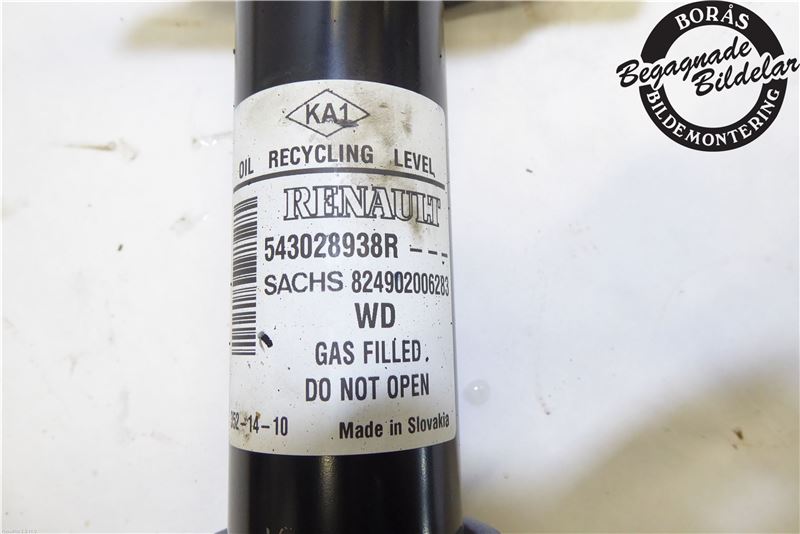 KA1
OIL RECYCLING LEVEL
RENAULT
543028938R ---
SACHS 824902006283
WD
GAS FILLED.
DO NOT OPEN
352-14-10 Made in Slovakia
BORÅS
Begagnade
Bildelar
BILDEMONTERING